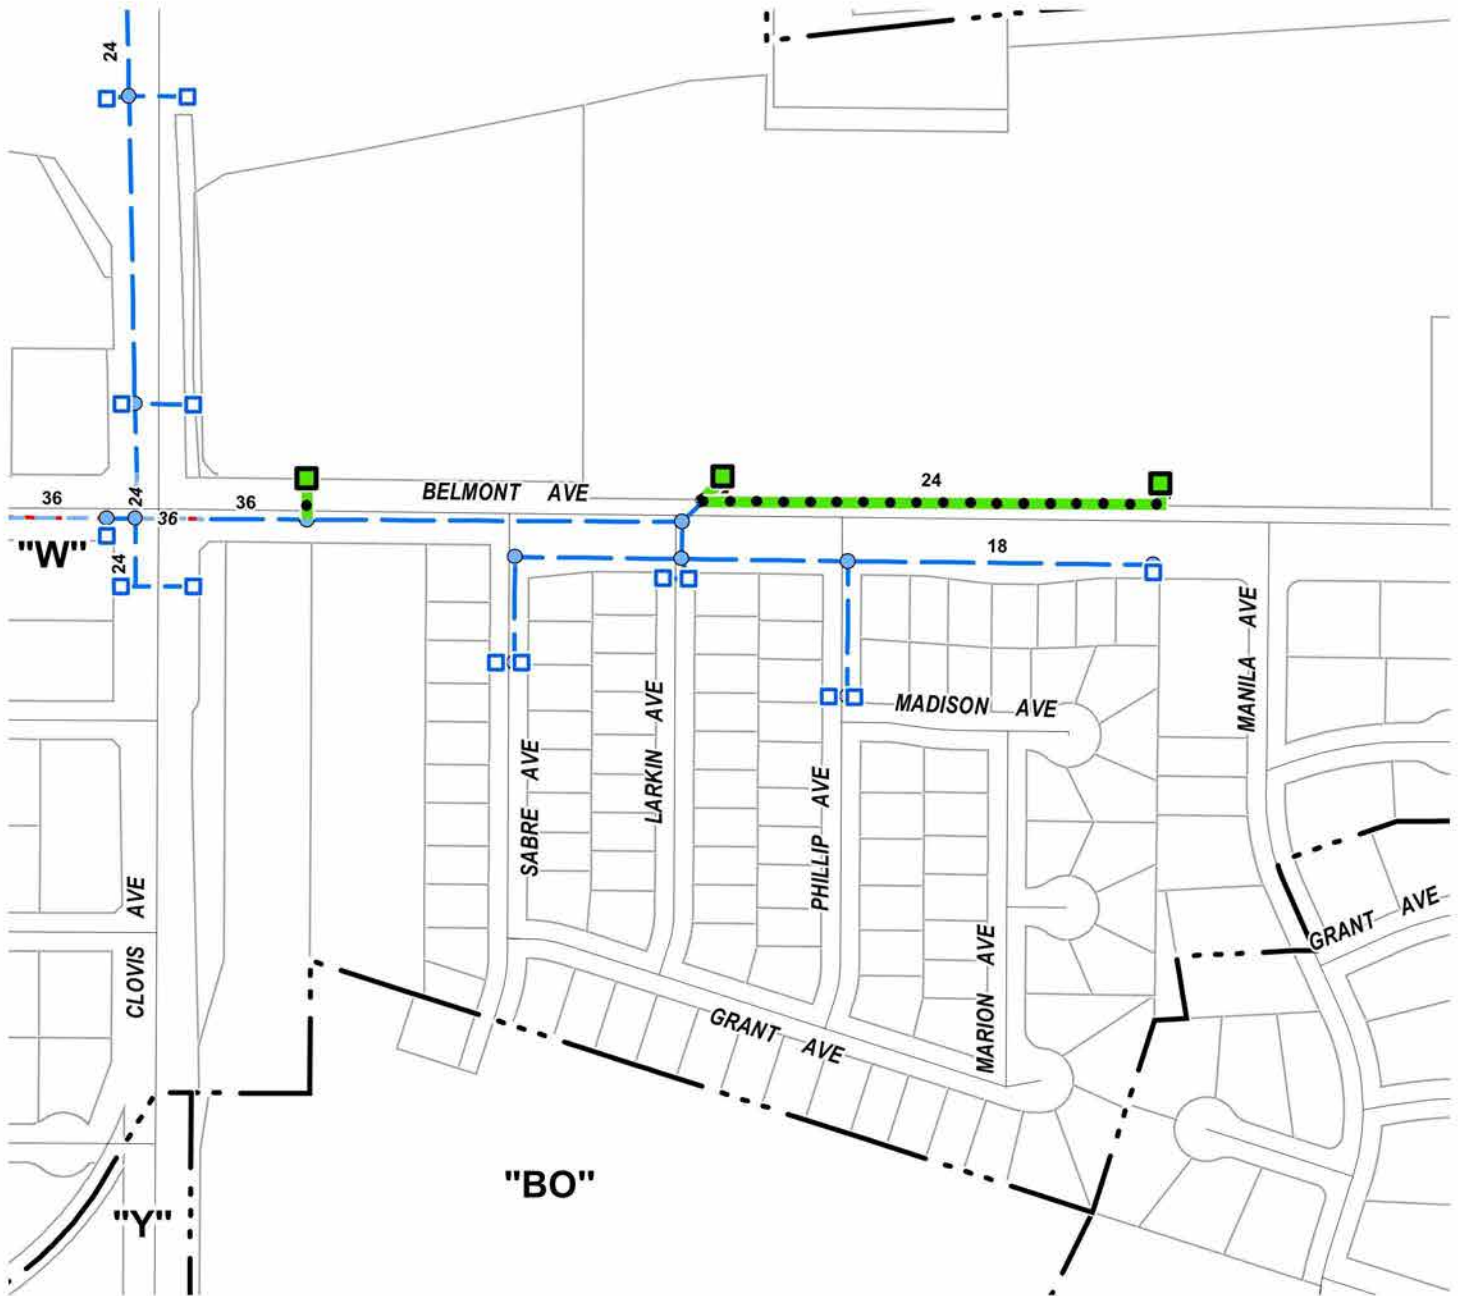 24
36
24
36
36
BELMONT AVE
24
"W"
24
18
MANILA AVE
MADISON AVE
LARKIN AVE
SABRE AVE
PHILLIP AVE
CLOVIS AVE
MARION AVE
GRANT AVE
GRANT AVE
"BO"
"Y"